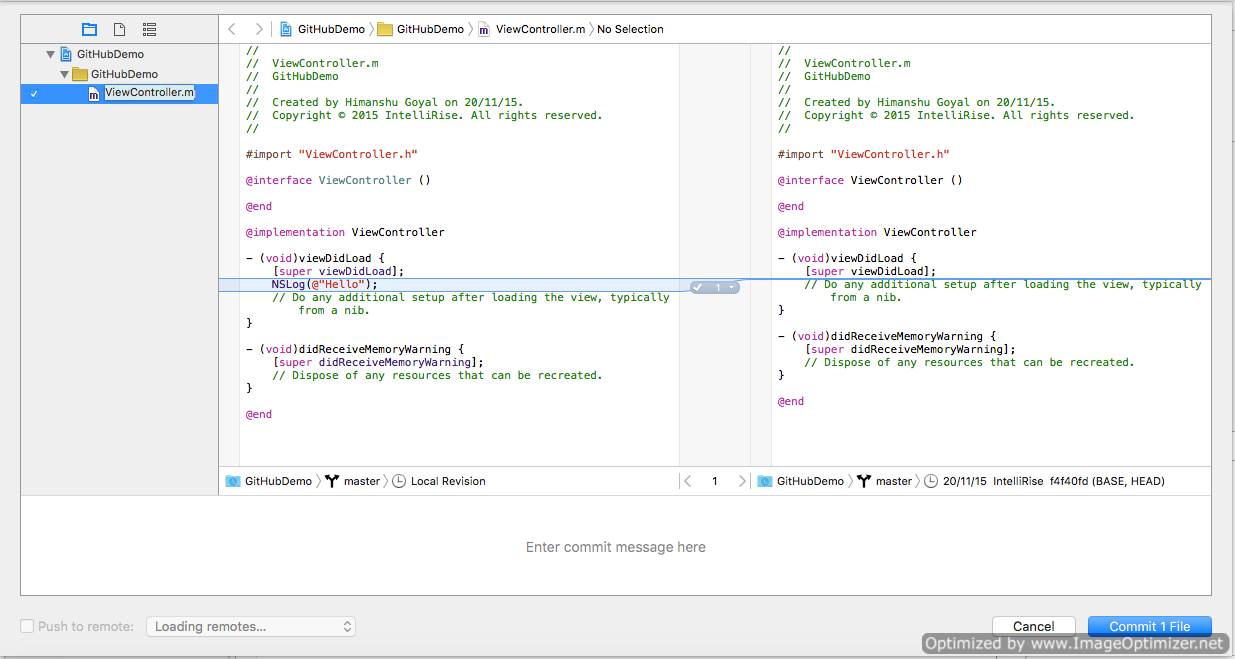 GitHubDemo
GitHubDemo
ViewController.m
GitHubDemo GitHubDemo ViewController.m No Selection
//
// ViewController.m
// GitHubDemo
//
// Created by Himanshu Goyal on 20/11/15.
// Copyright © 2015 IntelliRise. All rights reserved.
//
#import "ViewController.h"
@interface ViewController ()
@end
@implementation ViewController
- (void)viewDidLoad {
[super viewDidLoad];
NSLog(@"Hello");
// Do any additional setup after loading the view, typically
from a nib.
}
- (void)didReceiveMemoryWarning {
[super didReceiveMemoryWarning];
// Dispose of any resources that can be recreated.
}
@end
1
//
// ViewController.m
// GitHubDemo
//
// Created by Himanshu Goyal on 20/11/15.
// Copyright © 2015 IntelliRise. All rights reserved.
//
#import "ViewController.h"
@interface ViewController ()
@end
@implementation ViewController
- (void)viewDidLoad {
[super viewDidLoad];
// Do any additional setup after loading the view, typically
from a nib.
}
- (void)didReceiveMemoryWarning {
[super didReceiveMemoryWarning];
// Dispose of any resources that can be recreated.
}
@end
GitHubDemo master Local Revision
1
GitHubDemo master 20/11/15 IntelliRise f4f40fd (BASE, HEAD)
Enter commit message here
Push to remote: Loading remotes...
Cancel Commit 1 File
Optimized by www.ImageOptimizer.net